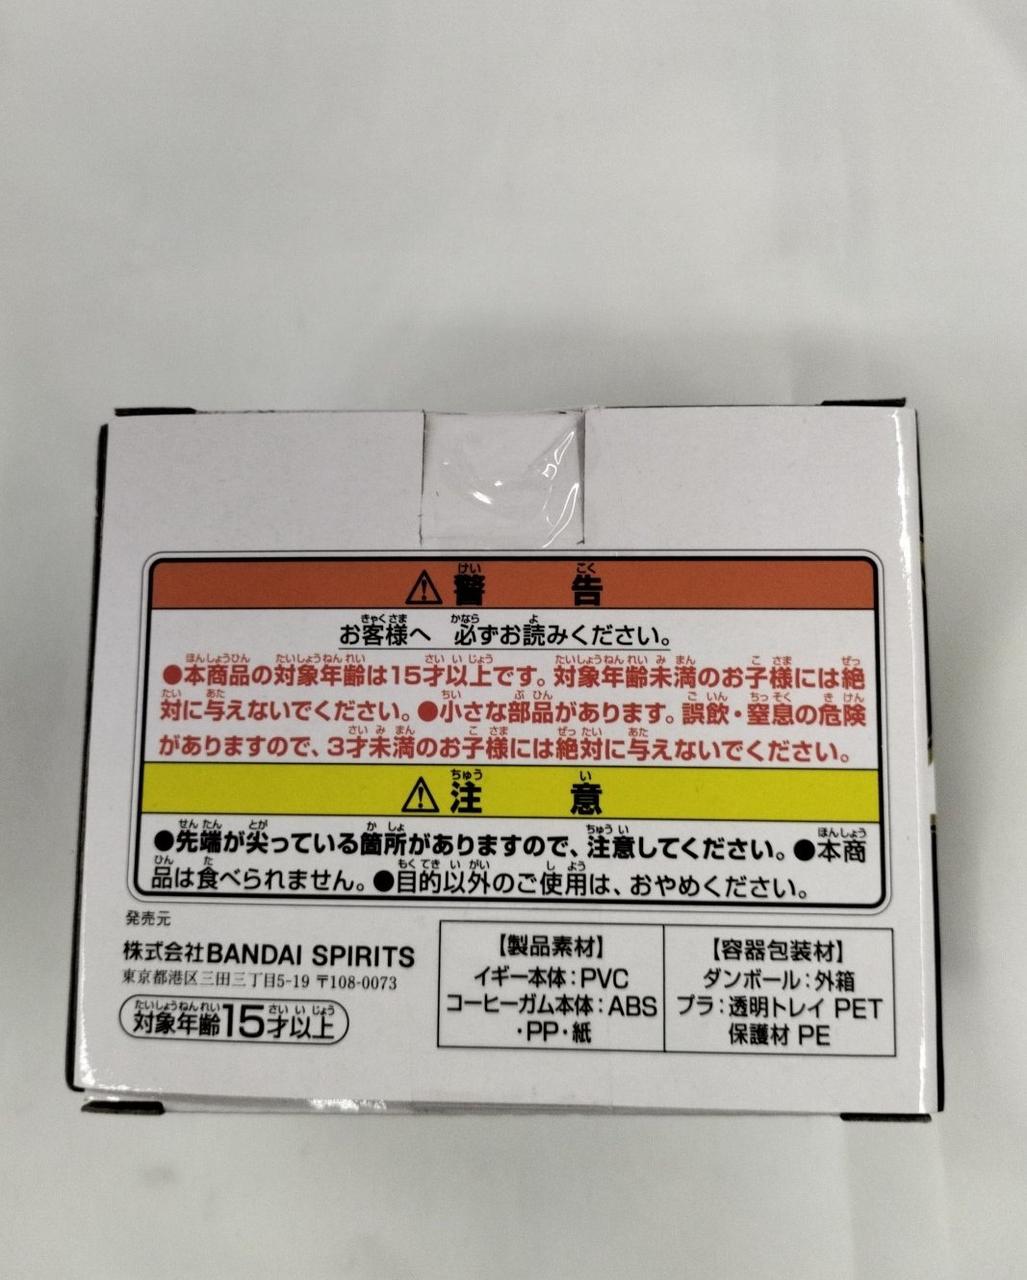 ⚠警告
お客様へ 必ずお読みください。
●本商品の対象年齢は15才以上です。対象年齢未満のお子様には絶
対に与えないでください。●小さな部品があります。誤飲・窒息の危険
がありますので、3才未満のお子様には絶対に与えないでください。
⚠注意
●先端が尖っている箇所がありますので、注意してください。●本商
品は食べられません。●目的以外のご使用は、おやめください。
発売元
株式会社BANDAI SPIRITS
東京都港区三田三丁目5-19 〒108-0073
対象年齢15才以上
【製品素材】
イギー本体：PVC
コーヒーガム本体：ABS
・PP・紙
【容器包装材】
ダンボール：外箱
プラ：透明トレイ PET
保護材 PE